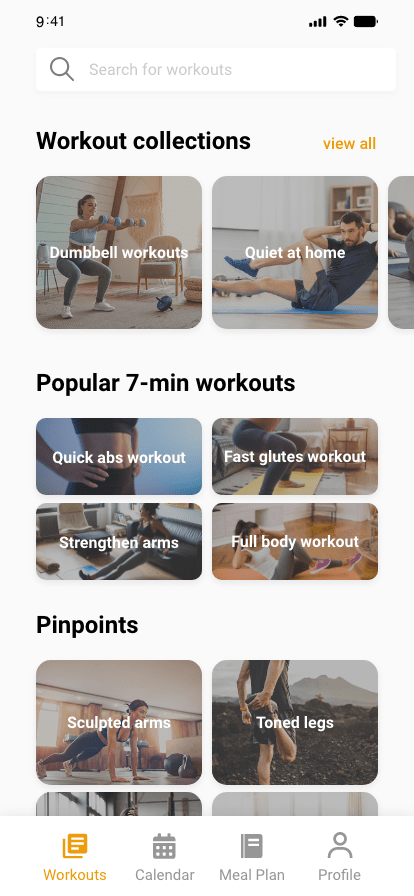 9:41
Search for workouts
Workout collections
view all
Dumbbell workouts
Quiet at home
Popular 7-min workouts
Quick abs workout
Fast glutes workout
Strengthen arms
Full body workout
Pinpoints
Sculpted arms
Toned legs
Workouts
Calendar
Meal Plan
Profile